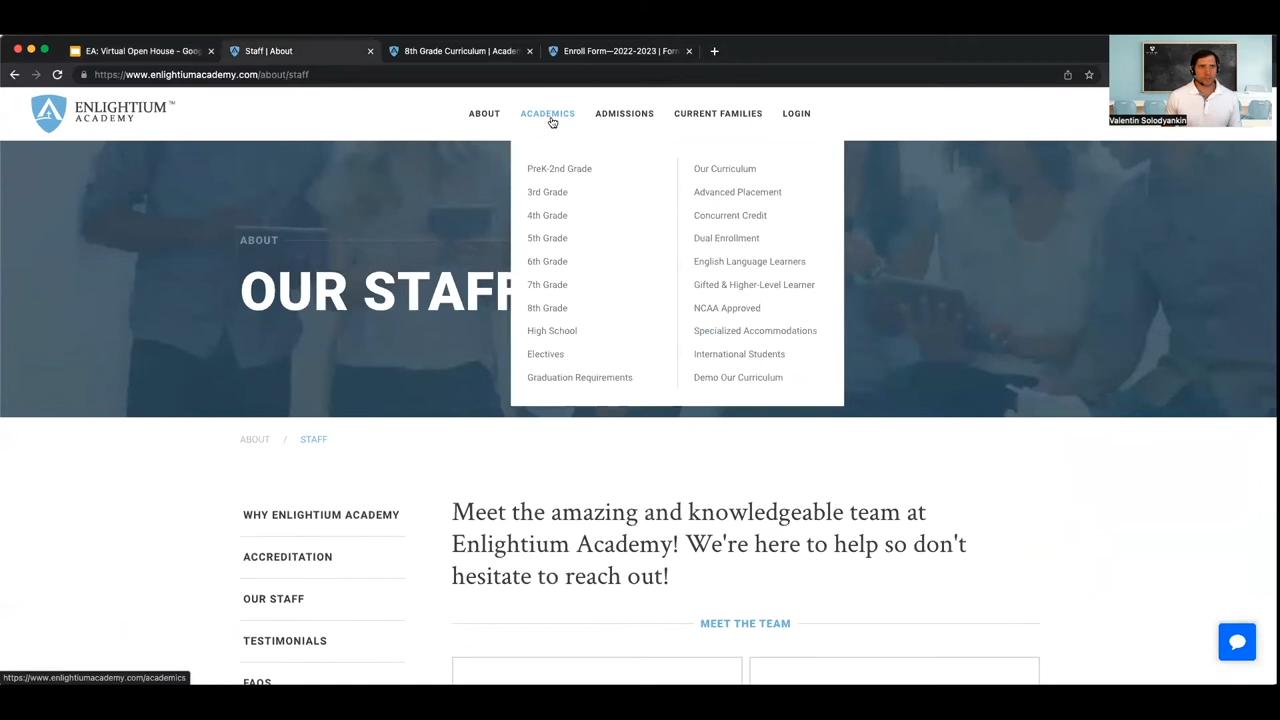 EA: Virtual Open House - Goog
Staff | About
8th Grade Curriculum | Acade
Enroll Form—2022-2023 | For
https://www.enlightiumacademy.com/about/staff
Valentin Solodyankin
ENLIGHTIUM™
ACADEMY
ABOUT
ACADEMICS
ADMISSIONS
CURRENT FAMILIES
LOGIN
PreK-2nd Grade
3rd Grade
4th Grade
5th Grade
6th Grade
7th Grade
8th Grade
High School
Electives
Graduation Requirements
Our Curriculum
Advanced Placement
Concurrent Credit
Dual Enrollment
English Language Learners
Gifted & Higher-Level Learner
NCAA Approved
Specialized Accommodations
International Students
Demo Our Curriculum
ABOUT
OUR STAFF
ABOUT / STAFF
WHY ENLIGHTIUM ACADEMY
ACCREDITATION
OUR STAFF
TESTIMONIALS
FAQS
Meet the amazing and knowledgeable team at
Enlightium Academy! We're here to help so don't
hesitate to reach out!
MEET THE TEAM
https://www.enlightiumacademy.com/academics